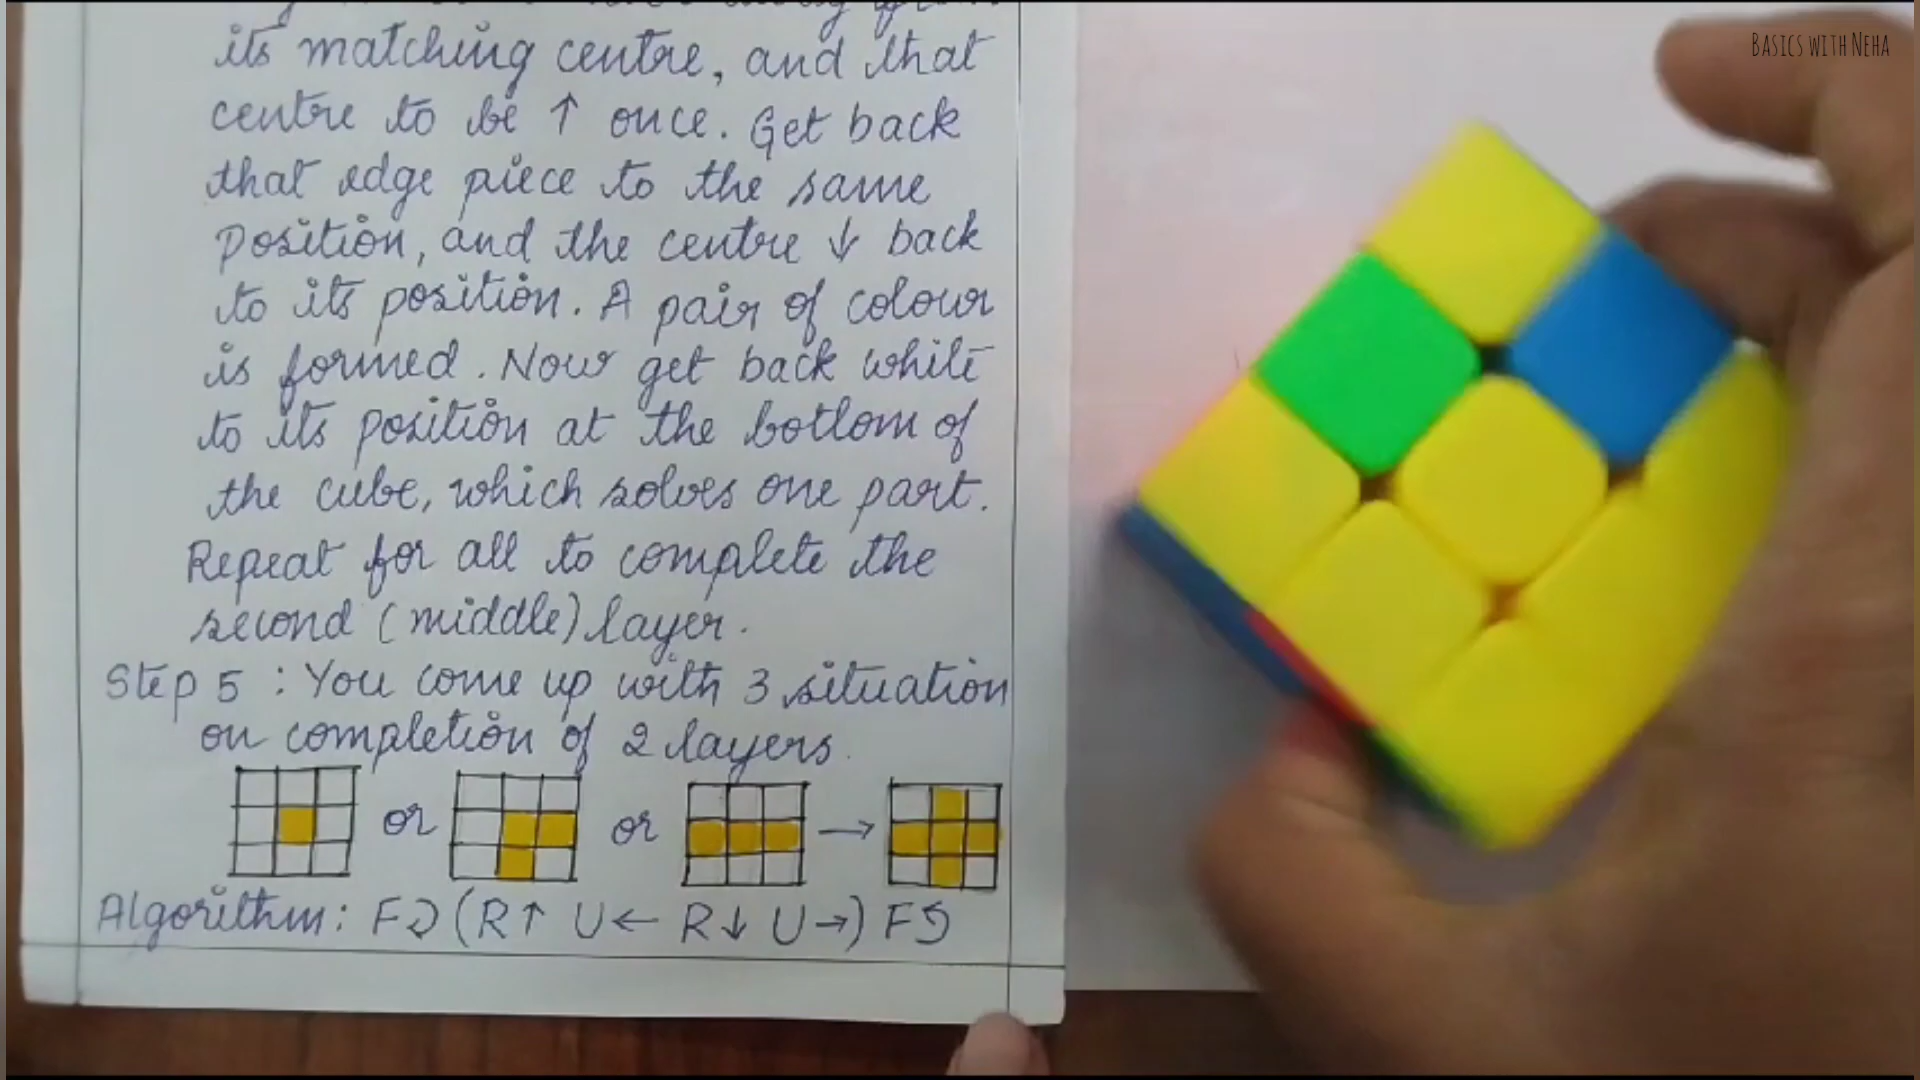 BASICS WITH NEHA
its matching centre, and that
centre to be ↑ once. Get back
that edge piece to the same
position, and the centre ↓ back
to its position. A pair of colour
is formed. Now get back white
to its position at the bottom of
the cube, which solves one part.
Repeat for all to complete the
second (middle) layer.
Step 5 : You come up with 3 situation
on completion of 2 layers.
or or →
Algorithm: F↻ (R↑ U← R↓ U→) F↺